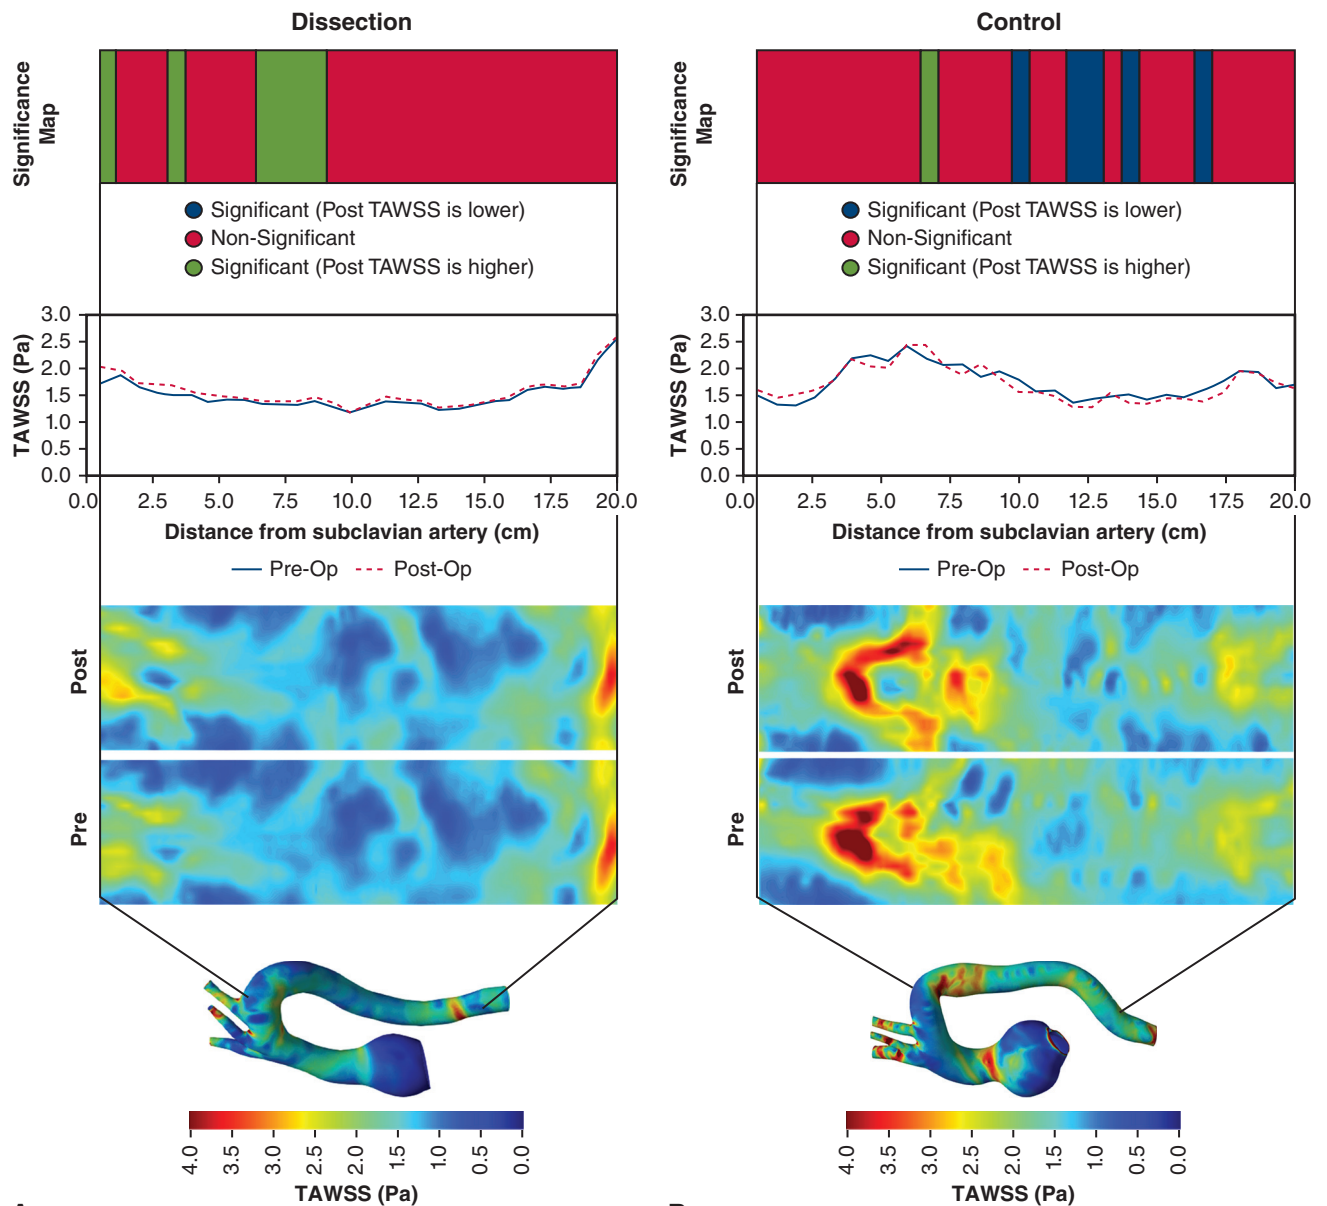 Dissection
Significance
Map
Significant (Post TAWSS is lower)
Non-Significant
Significant (Post TAWSS is higher)
TAWSS (Pa)
3.0
2.5
2.0
1.5
1.0
0.5
0.0
0.0 2.5 5.0 7.5 10.0 12.5 15.0 17.5 20.0
Distance from subclavian artery (cm)
Pre-Op Post-Op
Post
Pre
4.0 3.5 3.0 2.5 2.0 1.5 1.0 0.5 0.0
TAWSS (Pa)
Control
Significance
Map
Significant (Post TAWSS is lower)
Non-Significant
Significant (Post TAWSS is higher)
TAWSS (Pa)
3.0
2.5
2.0
1.5
1.0
0.5
0.0
0.0 2.5 5.0 7.5 10.0 12.5 15.0 17.5 20.0
Distance from subclavian artery (cm)
Pre-Op Post-Op
Post
Pre
4.0 3.5 3.0 2.5 2.0 1.5 1.0 0.5 0.0
TAWSS (Pa)